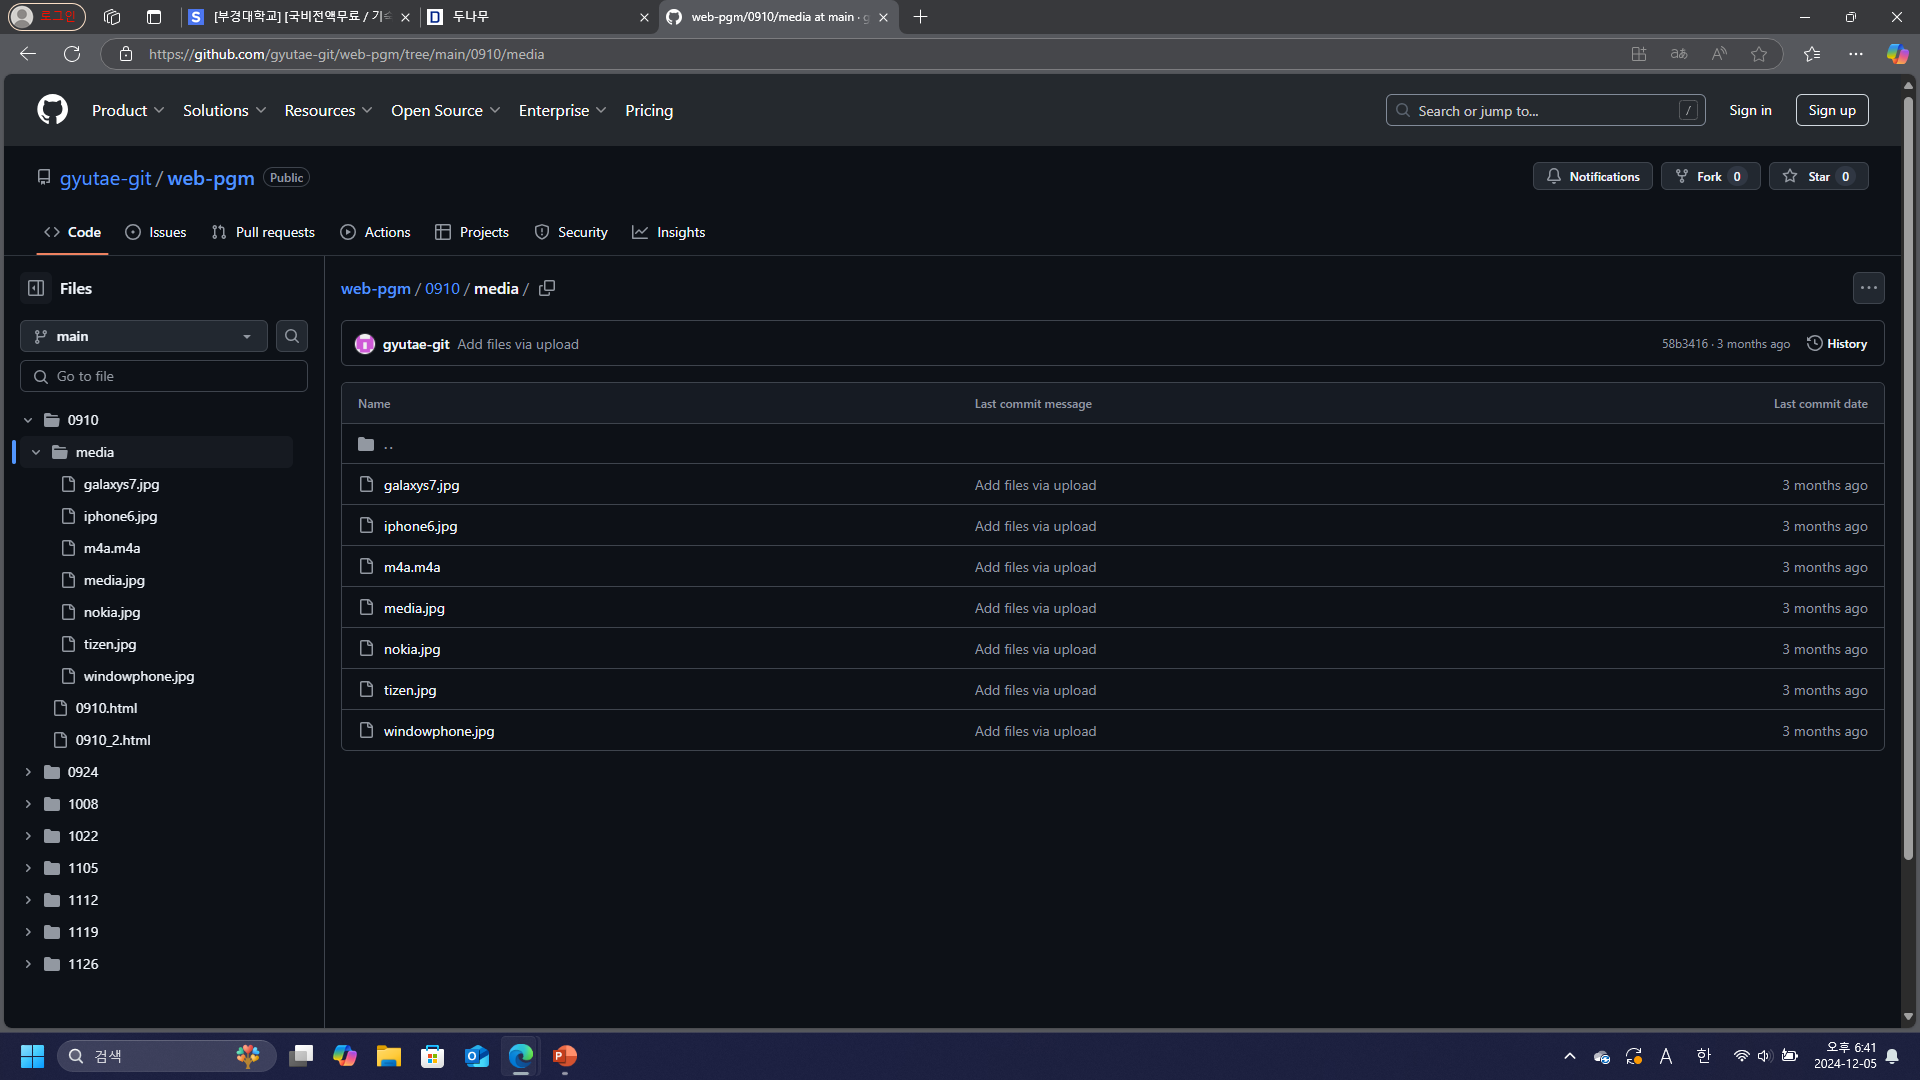 로그인
[부경대학교] [국비전액무료 / 기숙
두나무
web-pgm/0910/media at main · g
https://github.com/gyutae-git/web-pgm/tree/main/0910/media
Product
Solutions
Resources
Open Source
Enterprise
Pricing
Search or jump to...
/
Sign in
Sign up
gyutae-git / web-pgm Public
Notifications
Fork 0
Star 0
Code
Issues
Pull requests
Actions
Projects
Security
Insights
Files
main
Go to file
0910
media
galaxys7.jpg
iphone6.jpg
m4a.m4a
media.jpg
nokia.jpg
tizen.jpg
windowphone.jpg
0910.html
0910_2.html
0924
1008
1022
1105
1112
1119
1126
web-pgm / 0910 / media /
gyutae-git Add files via upload
58b3416 · 3 months ago
History
Name Last commit message Last commit date
..
galaxys7.jpg Add files via upload 3 months ago
iphone6.jpg Add files via upload 3 months ago
m4a.m4a Add files via upload 3 months ago
media.jpg Add files via upload 3 months ago
nokia.jpg Add files via upload 3 months ago
tizen.jpg Add files via upload 3 months ago
windowphone.jpg Add files via upload 3 months ago
검색
A
한
오후 6:41
2024-12-05